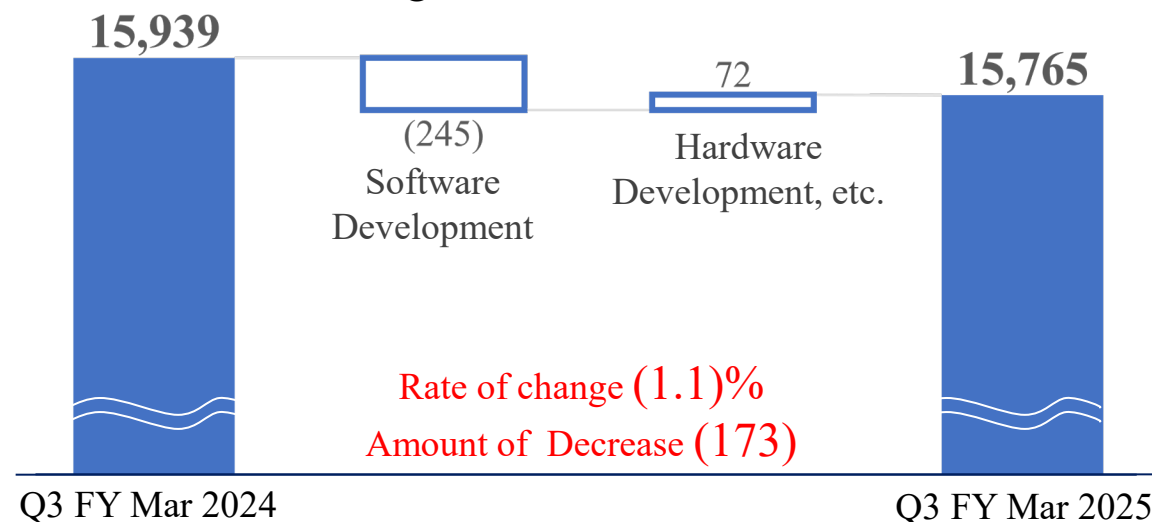 15,939
(245)
Software
Development
72
Hardware
Development, etc.
15,765
Rate of change (1.1)%
Amount of Decrease (173)
Q3 FY Mar 2024
Q3 FY Mar 2025